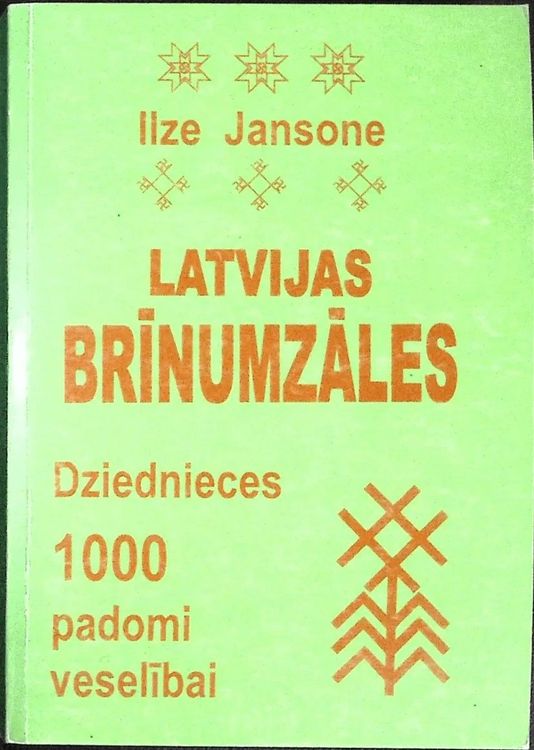 Ilze Jansone
LATVIJAS
BRĪNUMZĀLES
Dziednieces
1000
padomi
veselībai